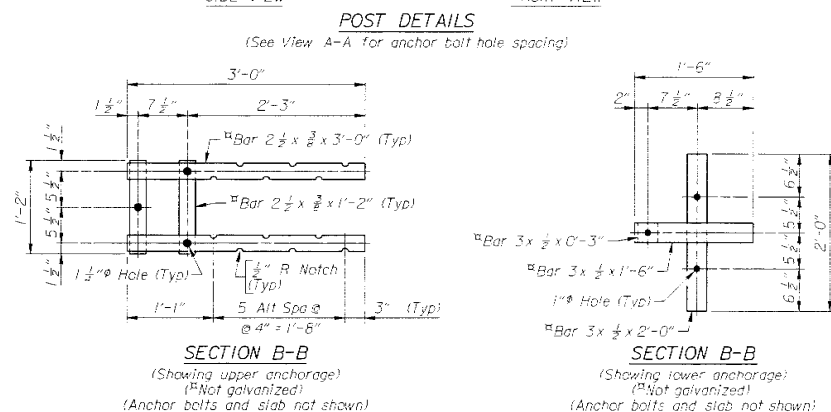 POST DETAILS
(See View A-A for anchor bolt hole spacing)
3'-0"
1 1/2" 7 1/2" 2'-3"
¤Bar 2 1/2 x 3/8 x 3'-0" (Typ)
1 1/2"
5 1/2"
5 1/2"
1 1/2"
1'-2"
¤Bar 2 1/2 x 3/8 x 1'-2" (Typ)
1 1/2"Φ Hole (Typ)
1/2" R Notch
(Typ)
1'-1" 5 Alt Spa @ 3" (Typ)
@ 4" = 1'-8"
SECTION B-B
(Showing upper anchorage)
(¤Not galvanized)
(Anchor bolts and slab not shown)
1'-6"
2" 7 1/2" 8 1/2"
6 1/2"
5 1/2"
5 1/2"
6 1/2"
2'-0"
¤Bar 3 x 1/2 x 0'-3"
¤Bar 3 x 1/2 x 1'-6"
1"Φ Hole (Typ)
¤Bar 3 x 1/2 x 2'-0"
SECTION B-B
(Showing lower anchorage)
(¤Not galvanized)
(Anchor bolts and slab not shown)